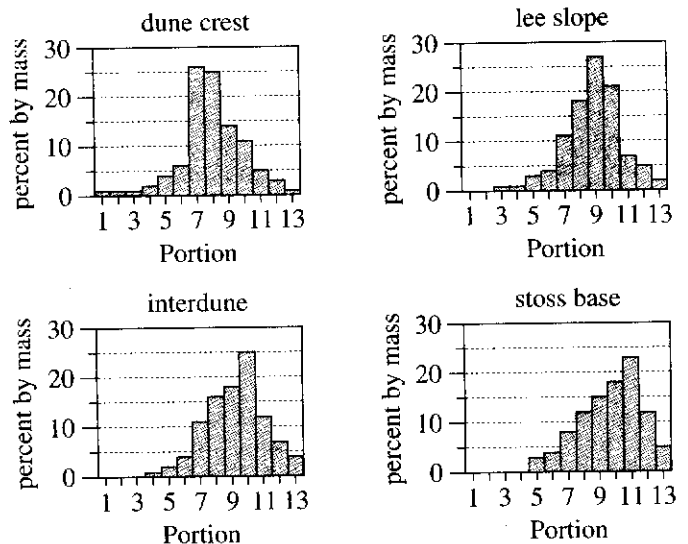 dune crest
percent by mass
30
20
10
0
1 3 5 7 9 11 13
Portion
lee slope
percent by mass
30
20
10
0
1 3 5 7 9 11 13
Portion
interdune
percent by mass
30
20
10
0
1 3 5 7 9 11 13
Portion
stoss base
percent by mass
30
20
10
0
1 3 5 7 9 11 13
Portion